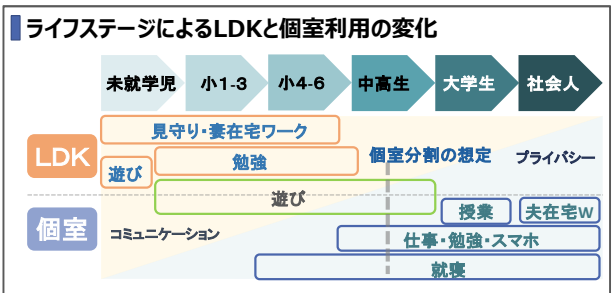 ライフステージによるLDKと個室利用の変化
未就学児 小1-3 小4-6 中高生 大学生 社会人
見守り・妻在宅ワーク
LDK
遊び
勉強
個室分割の想定
プライバシー
遊び
個室
授業
夫在宅W
コミュニケーション
仕事・勉強・スマホ
就寝